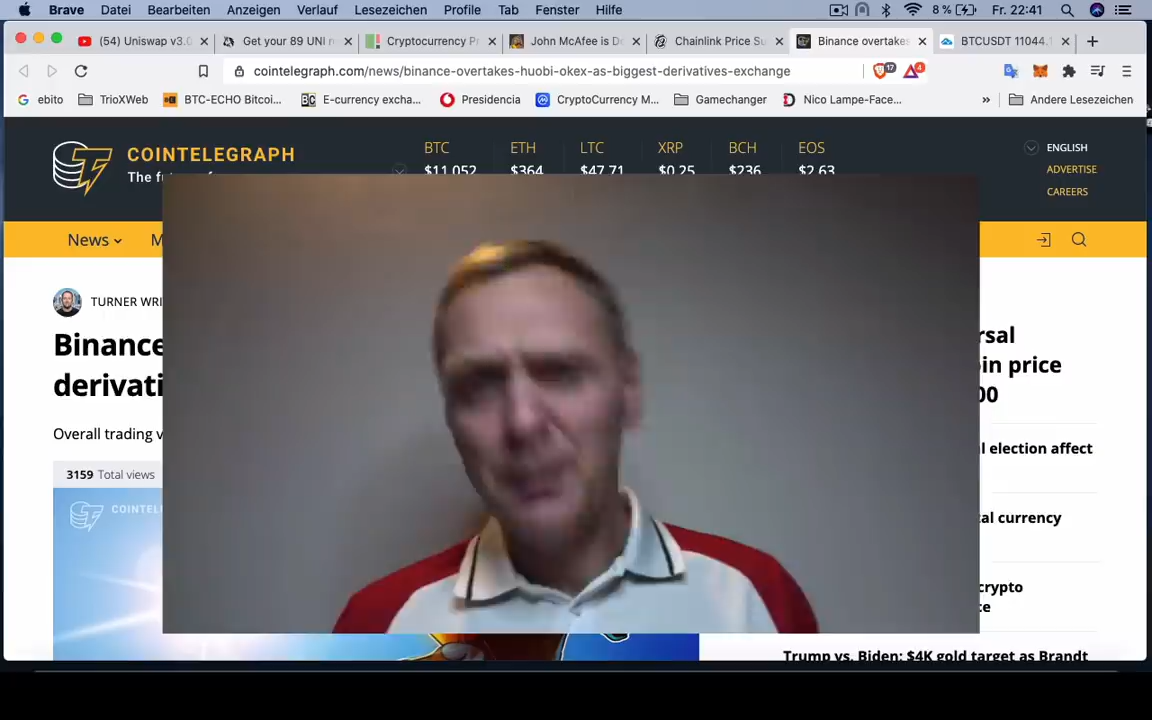 Brave Datei Bearbeiten Anzeigen Verlauf Lesezeichen Profile Tab Fenster Hilfe 8 % Fr. 22:41
(54) Uniswap v3.0 Get your 89 UNI Cryptocurrency P John McAfee is D Chainlink Price Su Binance overtakes BTCUSDT 11044.
cointelegraph.com/news/binance-overtakes-huobi-okex-as-biggest-derivatives-exchange 17 4
G ebito TrioXWeb BTC-ECHO Bitcoi... E-currency excha... Presidencia CryptoCurrency M... Gamechanger Nico Lampe-Face... » Andere Lesezeichen
COINTELEGRAPH
The
BTC ETH LTC XRP BCH EOS
$11,052 $364 $47.71 $0.25 $236 $2.63
ENGLISH
ADVERTISE
CAREERS
News M
TURNER WRI
Binance
derivati
Overall trading v
3159 Total views
COINTEL
rsal
in price
00
l election affect
tal currency
crypto
e
Trump vs. Biden: $4K gold target as Brandt